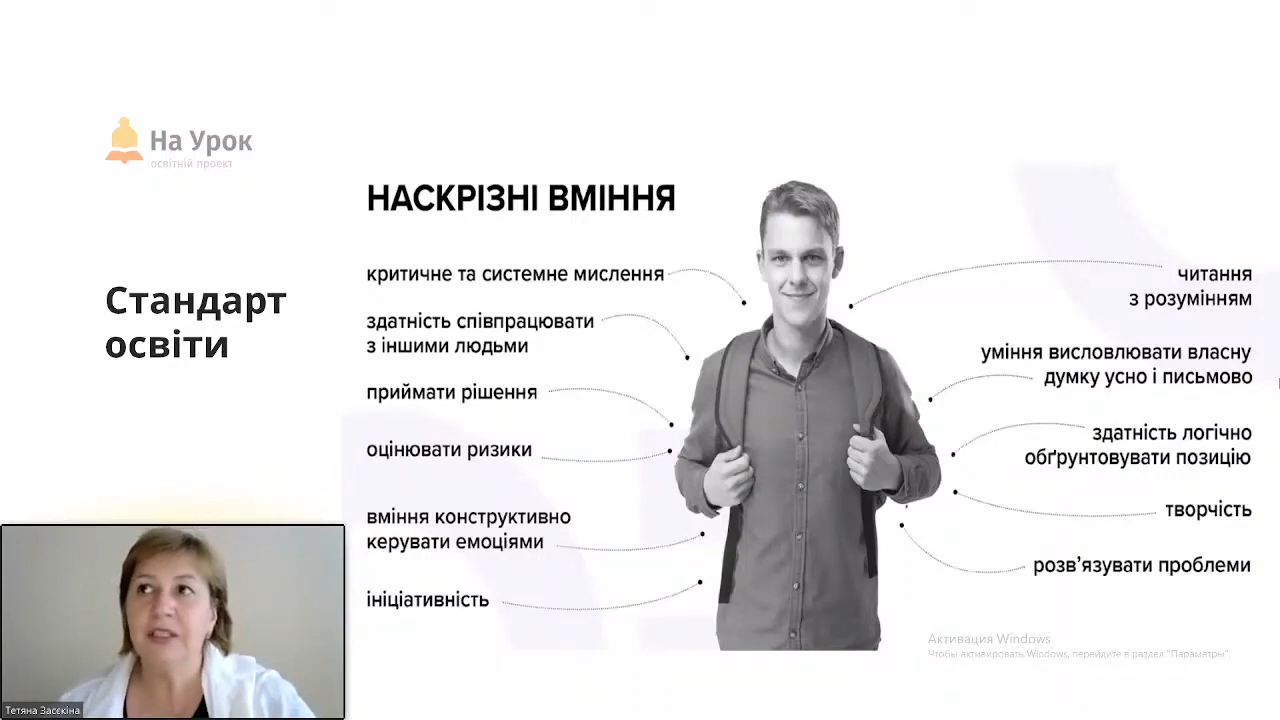 На Урок
освітній проект
Стандарт
освіти
НАСКРІЗНІ ВМІННЯ
критичне та системне мислення
здатність співпрацювати
з іншими людьми
приймати рішення
оцінювати ризики
вміння конструктивно
керувати емоціями
ініціативність
читання
з розумінням
уміння висловлювати власну
думку усно і письмово
здатність логічно
обґрунтовувати позицію
творчість
розв’язувати проблеми
Активация Windows
Чтобы активировать Windows, перейдите в раздел "Параметры".
Тетяна Засєкіна